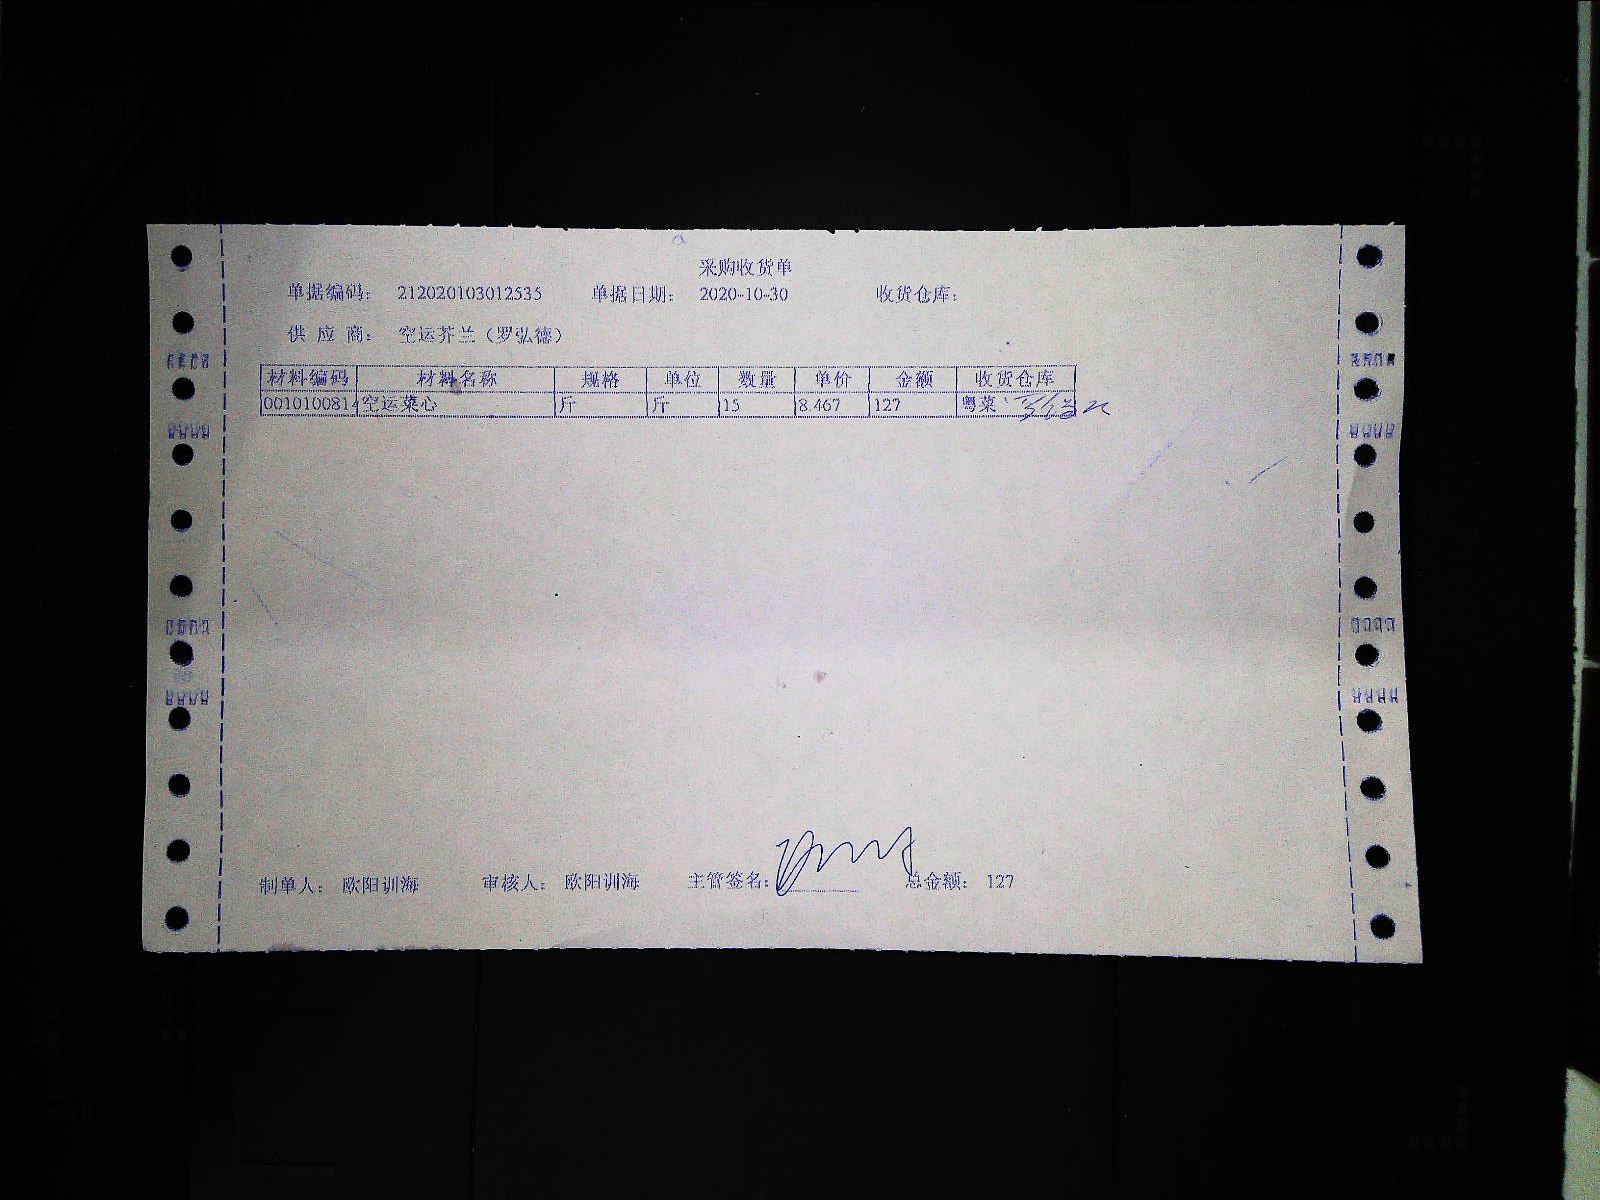 采购收货单
单据编码： 212020103012535 单据日期： 2020-10-30 收货仓库：
供 应 商： 空运芥兰（罗弘德）
材料编码 材料名称 规格 单位 数量 单价 金额 收货仓库
0010100814 空运菜心 斤 斤 15 8.467 127 粤菜
制单人： 欧阳训海 审核人： 欧阳训海 主管签名： 总金额： 127